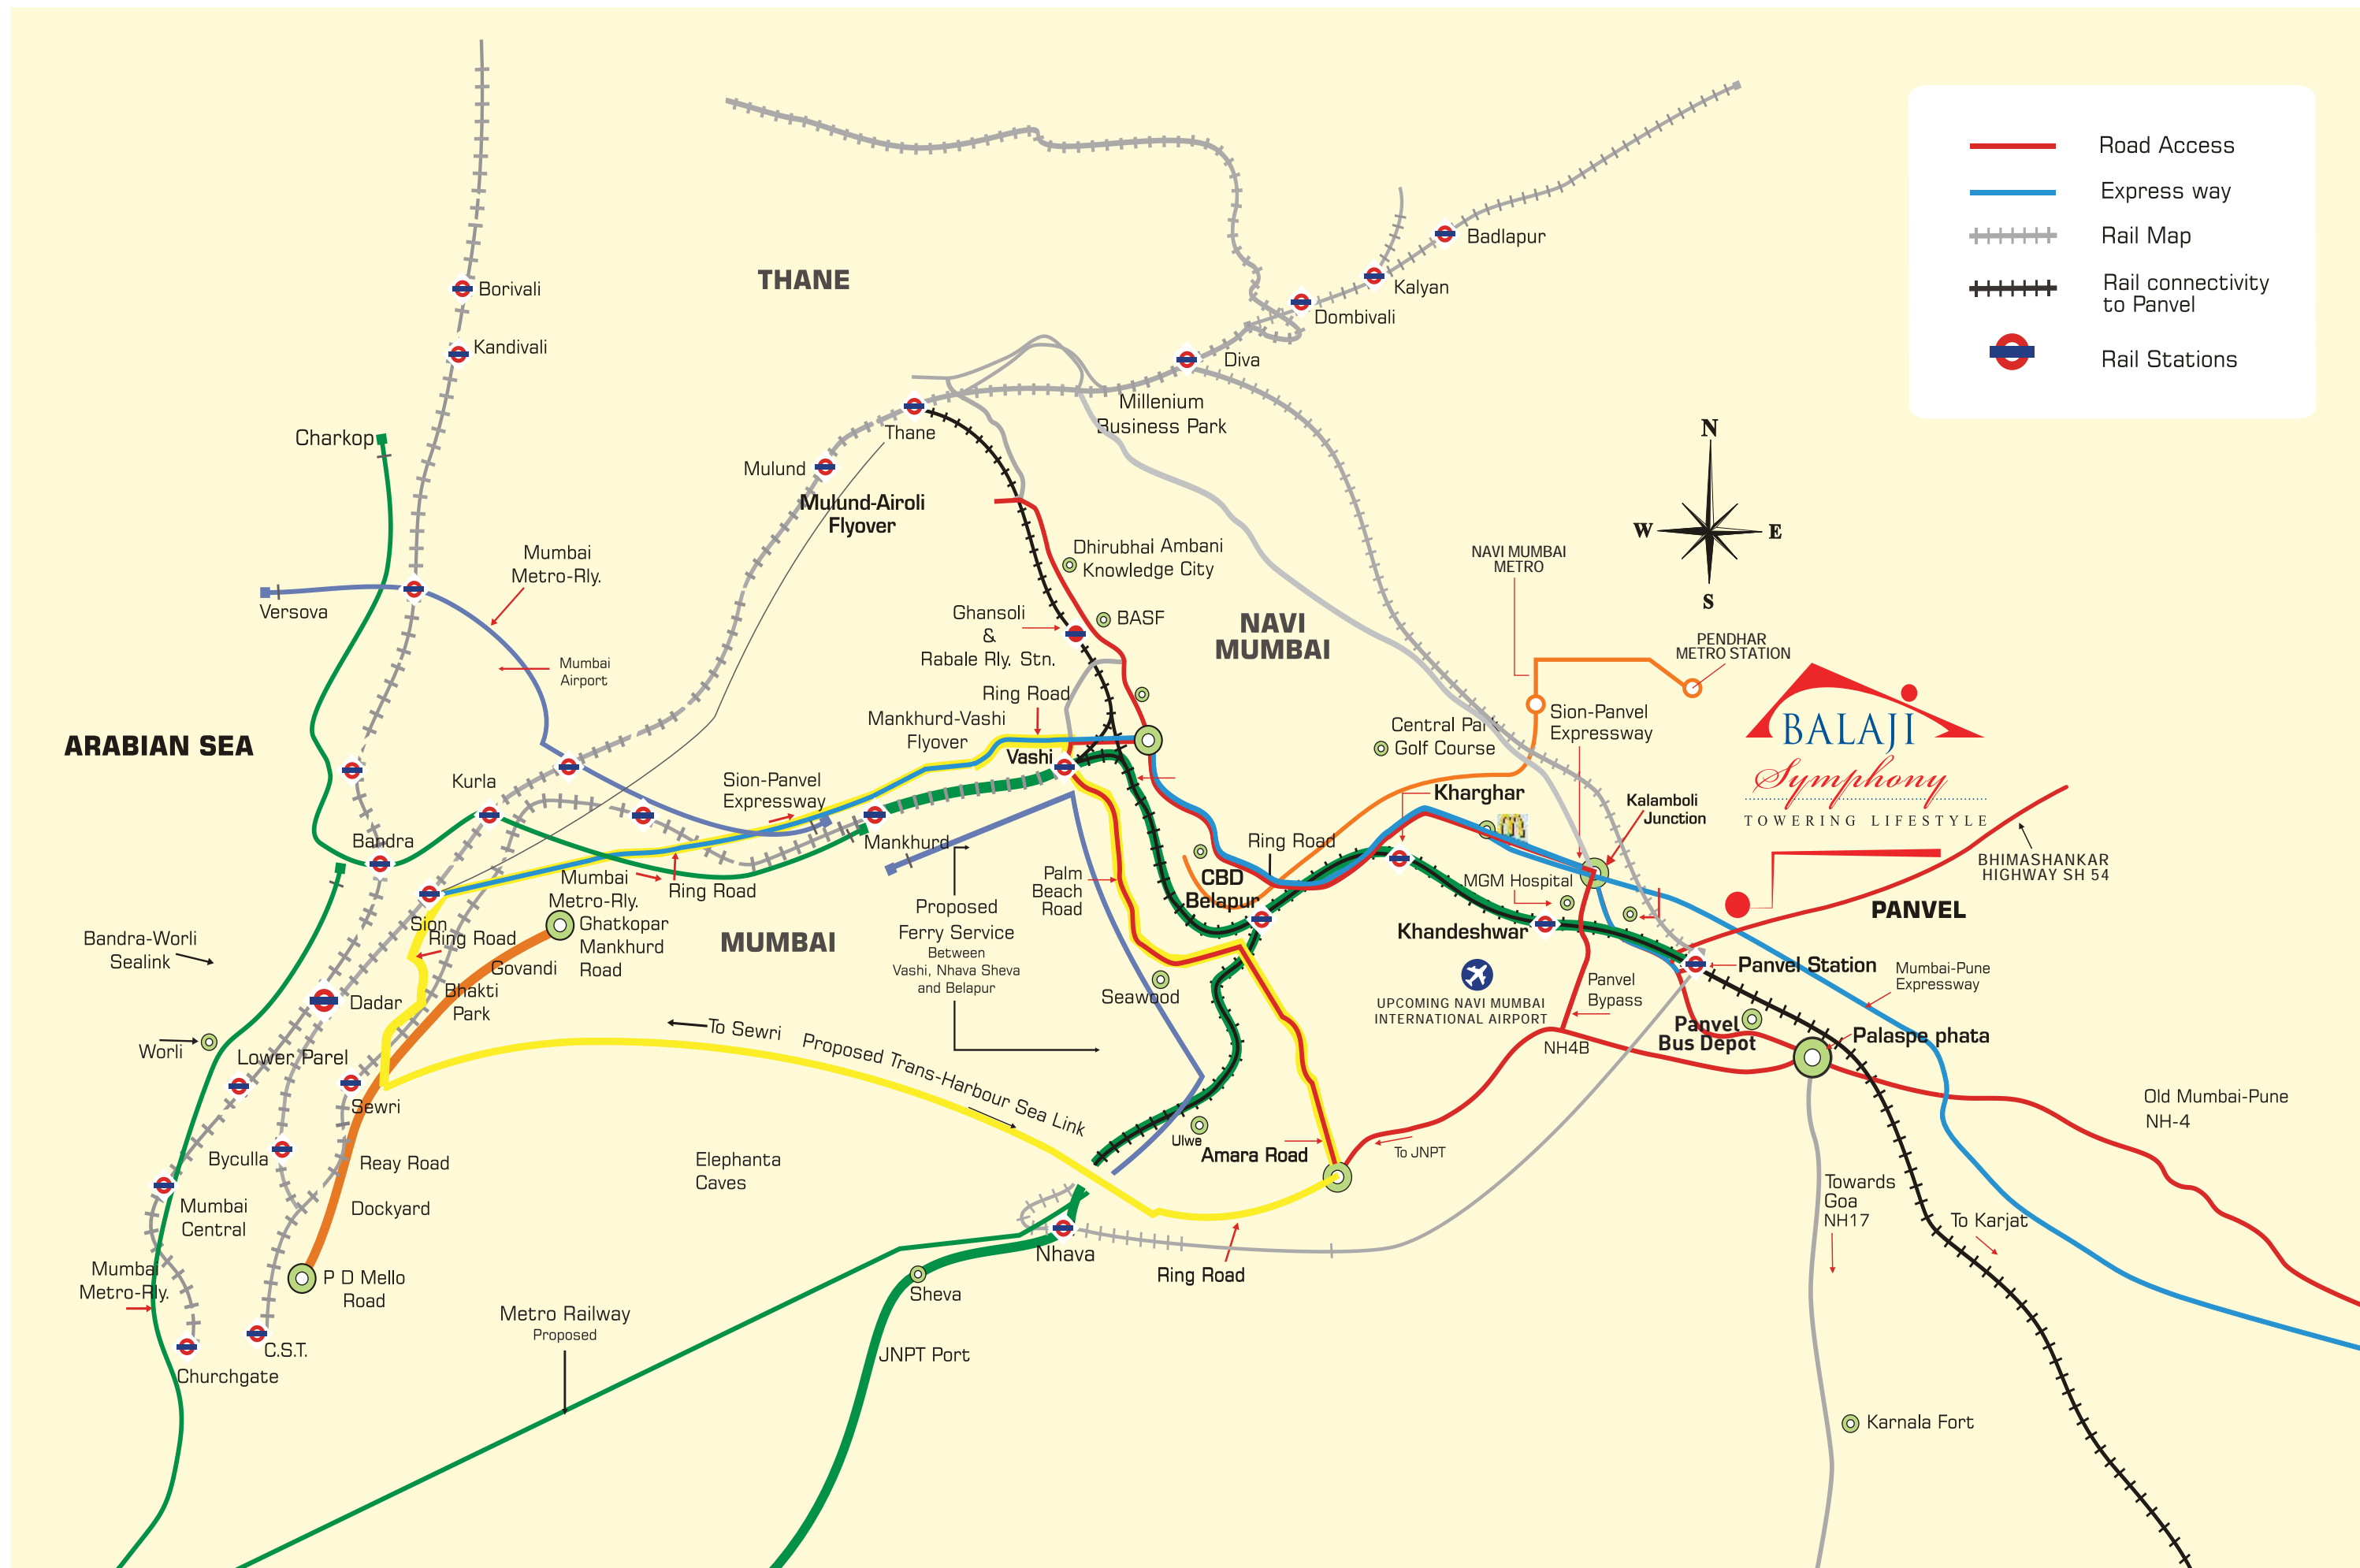 Road Access
Express way
Rail Map
Rail connectivity
to Panvel
Rail Stations
Badlapur
Kalyan
Dombivali
Diva
THANE
Borivali
Kandivali
Charkop
Thane
Millenium
Business Park
Mulund
Mulund-Airoli
Flyover
N
W
E
S
Mumbai
Metro-Rly.
Versova
Mumbai
Airport
Dhirubhai Ambani
Knowledge City
BASF
Ghansoli
&
Rabale Rly. Stn.
NAVI
MUMBAI
NAVI MUMBAI
METRO
PENDHAR
METRO STATION
Ring Road
Mankhurd-Vashi
Flyover
Vashi
Central Park
Golf Course
Sion-Panvel
Expressway
BALAJI
Symphony
TOWERING LIFESTYLE
ARABIAN SEA
Kurla
Sion-Panvel
Expressway
Kharghar
Kalamboli
Junction
Bandra
Mankhurd
Ring Road
BHIMASHANKAR
HIGHWAY SH 54
Mumbai
Metro-Rly.
Ring Road
Palm
Beach
Road
CBD
Belapur
MGM Hospital
PANVEL
Sion
Ring Road
Ghatkopar
Mankhurd
Road
MUMBAI
Proposed
Ferry Service
Between
Vashi, Nhava Sheva
and Belapur
Khandeshwar
Bandra-Worli
Sealink
Govandi
Bhakti
Park
Seawood
UPCOMING NAVI MUMBAI
INTERNATIONAL AIRPORT
Panvel
Bypass
Panvel Station
Mumbai-Pune
Expressway
Dadar
To Sewri
Proposed Trans-Harbour Sea Link
Panvel
Bus Depot
Palaspe phata
NH4B
Worli
Lower Parel
Sewri
Old Mumbai-Pune
NH-4
Byculla
Reay Road
Elephanta
Caves
Ulwe
Amara Road
To JNPT
Mumbai
Central
Dockyard
Towards
Goa
NH17
To Karjat
Nhava
Ring Road
Mumbai
Metro-Rly.
P D Mello
Road
Sheva
Metro Railway
Proposed
C.S.T.
JNPT Port
Churchgate
Karnala Fort